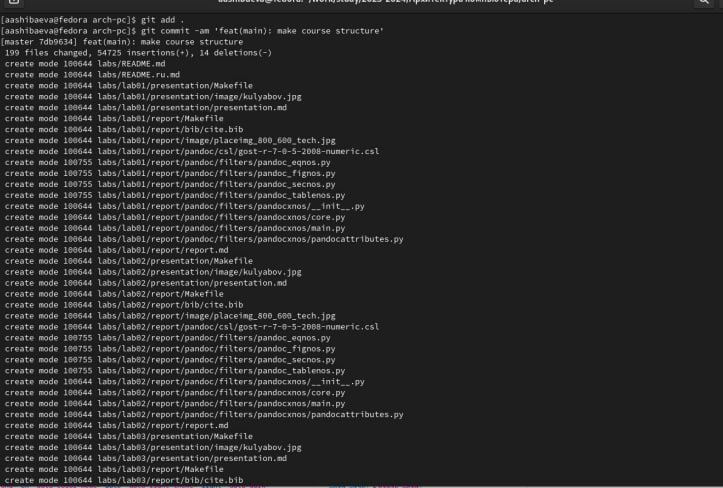 [aashibaeva@fedora arch-pc]$ git add .
[aashibaeva@fedora arch-pc]$ git commit -am 'feat(main): make course structure'
[master 7db9634] feat(main): make course structure
 199 files changed, 54725 insertions(+), 14 deletions(-)
 create mode 100644 labs/README.md
 create mode 100644 labs/README.ru.md
 create mode 100644 labs/lab01/presentation/Makefile
 create mode 100644 labs/lab01/presentation/image/kulyabov.jpg
 create mode 100644 labs/lab01/presentation/presentation.md
 create mode 100644 labs/lab01/report/Makefile
 create mode 100644 labs/lab01/report/bib/cite.bib
 create mode 100644 labs/lab01/report/image/placeimg_800_600_tech.jpg
 create mode 100644 labs/lab01/report/pandoc/csl/gost-r-7-0-5-2008-numeric.csl
 create mode 100755 labs/lab01/report/pandoc/filters/pandoc_eqnos.py
 create mode 100755 labs/lab01/report/pandoc/filters/pandoc_fignos.py
 create mode 100755 labs/lab01/report/pandoc/filters/pandoc_secnos.py
 create mode 100755 labs/lab01/report/pandoc/filters/pandoc_tablenos.py
 create mode 100644 labs/lab01/report/pandoc/filters/pandocxnos/__init__.py
 create mode 100644 labs/lab01/report/pandoc/filters/pandocxnos/core.py
 create mode 100644 labs/lab01/report/pandoc/filters/pandocxnos/main.py
 create mode 100644 labs/lab01/report/pandoc/filters/pandocxnos/pandocattributes.py
 create mode 100644 labs/lab01/report/report.md
 create mode 100644 labs/lab02/presentation/Makefile
 create mode 100644 labs/lab02/presentation/image/kulyabov.jpg
 create mode 100644 labs/lab02/presentation/presentation.md
 create mode 100644 labs/lab02/report/Makefile
 create mode 100644 labs/lab02/report/bib/cite.bib
 create mode 100644 labs/lab02/report/image/placeimg_800_600_tech.jpg
 create mode 100644 labs/lab02/report/pandoc/csl/gost-r-7-0-5-2008-numeric.csl
 create mode 100755 labs/lab02/report/pandoc/filters/pandoc_eqnos.py
 create mode 100755 labs/lab02/report/pandoc/filters/pandoc_fignos.py
 create mode 100755 labs/lab02/report/pandoc/filters/pandoc_secnos.py
 create mode 100755 labs/lab02/report/pandoc/filters/pandoc_tablenos.py
 create mode 100644 labs/lab02/report/pandoc/filters/pandocxnos/__init__.py
 create mode 100644 labs/lab02/report/pandoc/filters/pandocxnos/core.py
 create mode 100644 labs/lab02/report/pandoc/filters/pandocxnos/main.py
 create mode 100644 labs/lab02/report/pandoc/filters/pandocxnos/pandocattributes.py
 create mode 100644 labs/lab02/report/report.md
 create mode 100644 labs/lab03/presentation/Makefile
 create mode 100644 labs/lab03/presentation/image/kulyabov.jpg
 create mode 100644 labs/lab03/presentation/presentation.md
 create mode 100644 labs/lab03/report/Makefile
 create mode 100644 labs/lab03/report/bib/cite.bib